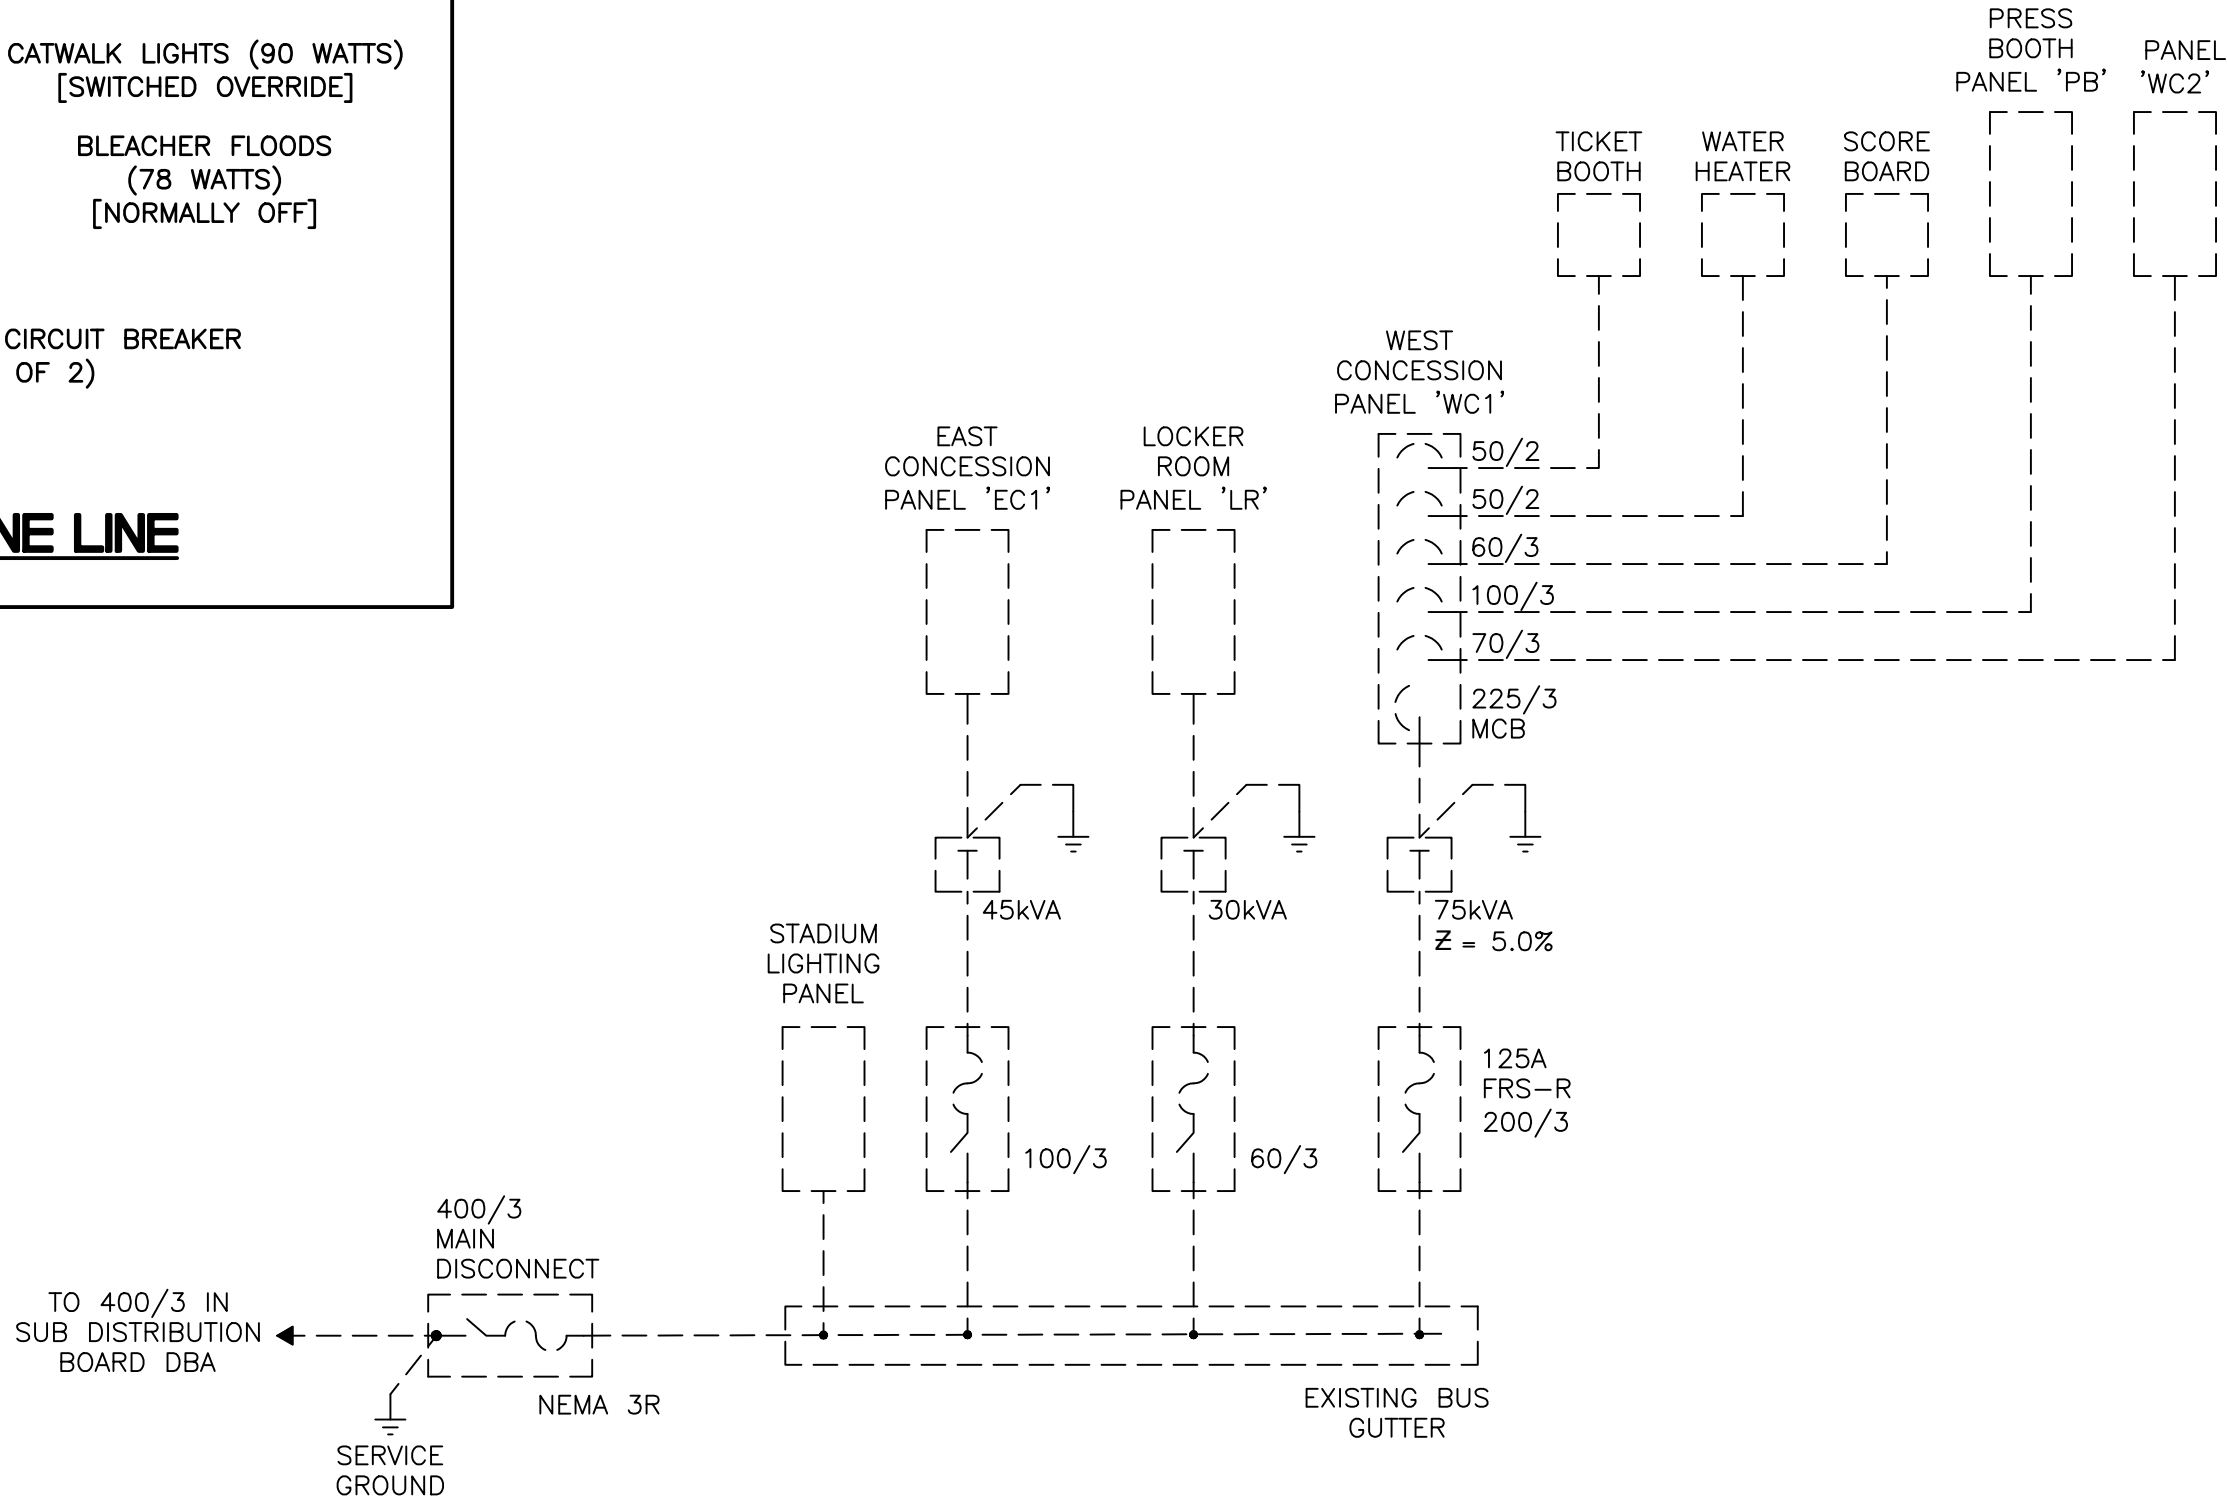 CATWALK LIGHTS (90 WATTS)
[SWITCHED OVERRIDE]
BLEACHER FLOODS
(78 WATTS)
[NORMALLY OFF]
CIRCUIT BREAKER
OF 2)
NE LINE
PRESS
BOOTH
PANEL 'PB'
PANEL
'WC2'
TICKET
BOOTH
WATER
HEATER
SCORE
BOARD
WEST
CONCESSION
PANEL 'WC1'
50/2
50/2
60/3
100/3
70/3
225/3
MCB
EAST
CONCESSION
PANEL 'EC1'
LOCKER
ROOM
PANEL 'LR'
45kVA
30kVA
75kVA
Z = 5.0%
STADIUM
LIGHTING
PANEL
100/3
60/3
125A
FRS-R
200/3
400/3
MAIN
DISCONNECT
TO 400/3 IN
SUB DISTRIBUTION
BOARD DBA
NEMA 3R
SERVICE
GROUND
EXISTING BUS
GUTTER